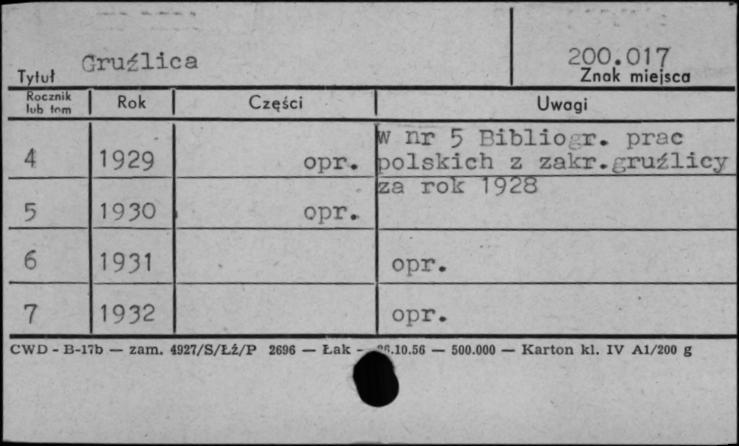 Gruźlica
200.017
Tytuł
Znak miejsca
Rocznik lub tom | Rok | Części | Uwagi
4 1929 opr. W nr 5 Bibliogr. prac
polskich z zakr.gruźlicy
za rok 1928
5 1930 opr.
6 1931 opr.
7 1932 opr.
CWD - B-17b — zam. 4927/S/Łź/P 2696 — Łak - 26.10.56 — 500.000 — Karton kl. IV A1/200 g